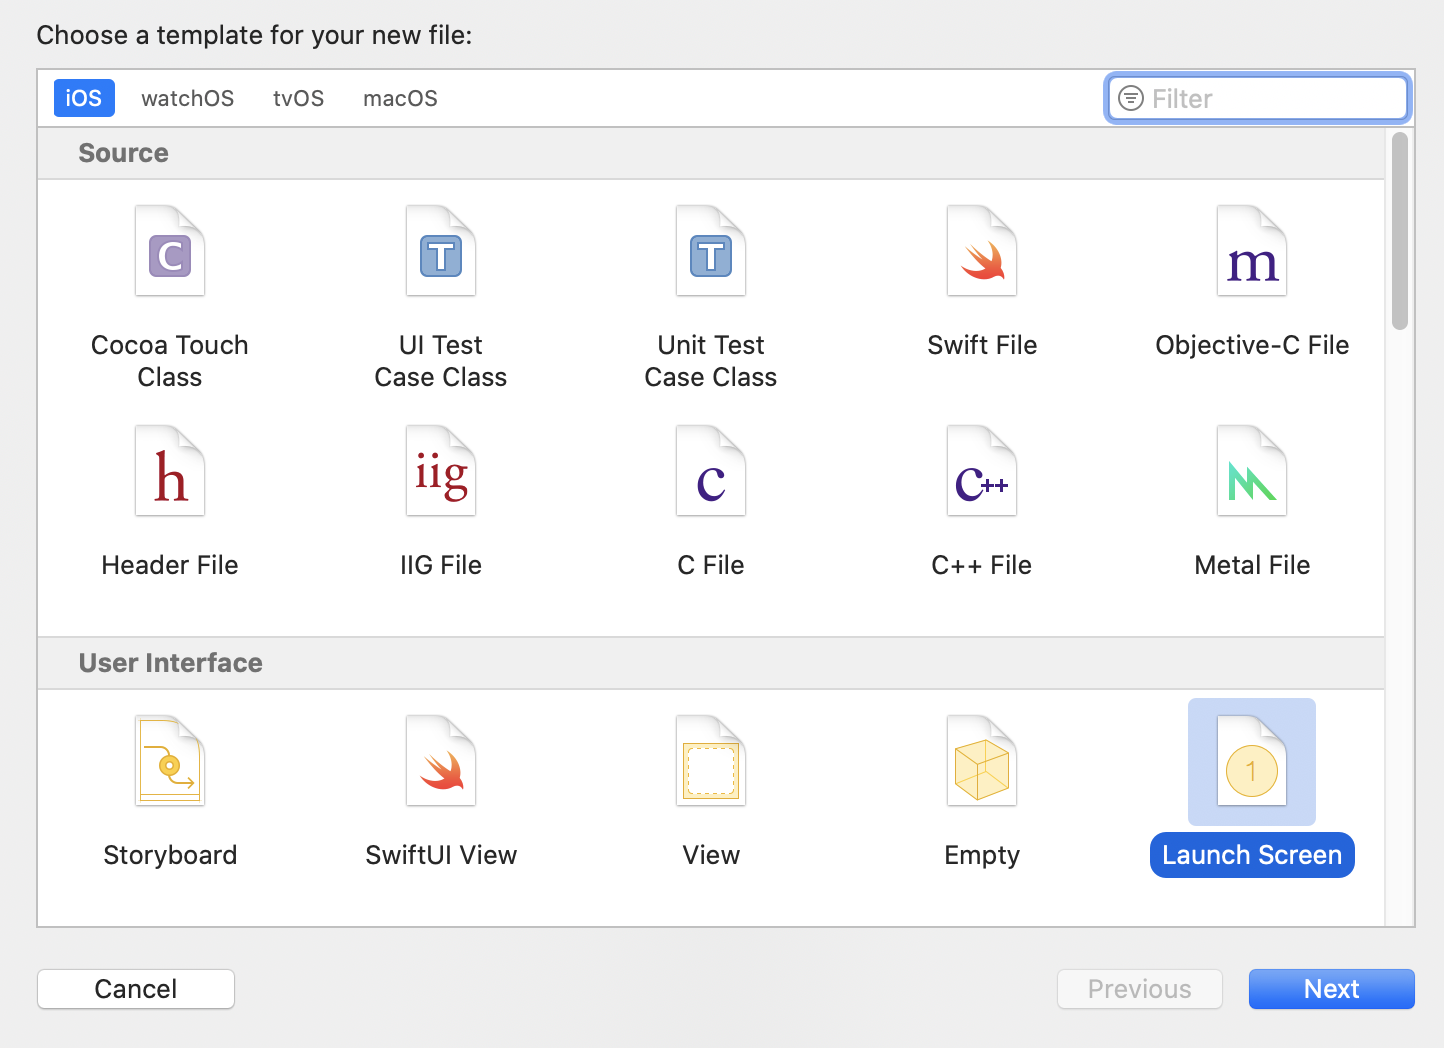 Choose a template for your new file:
iOS watchOS tvOS macOS Filter
Source
C T T m
Cocoa Touch Class
UI Test Case Class
Unit Test Case Class
Swift File
Objective-C File
h iig c c++
Header File
IIG File
C File
C++ File
Metal File
User Interface
1
Storyboard
SwiftUI View
View
Empty
Launch Screen
Cancel
Previous
Next